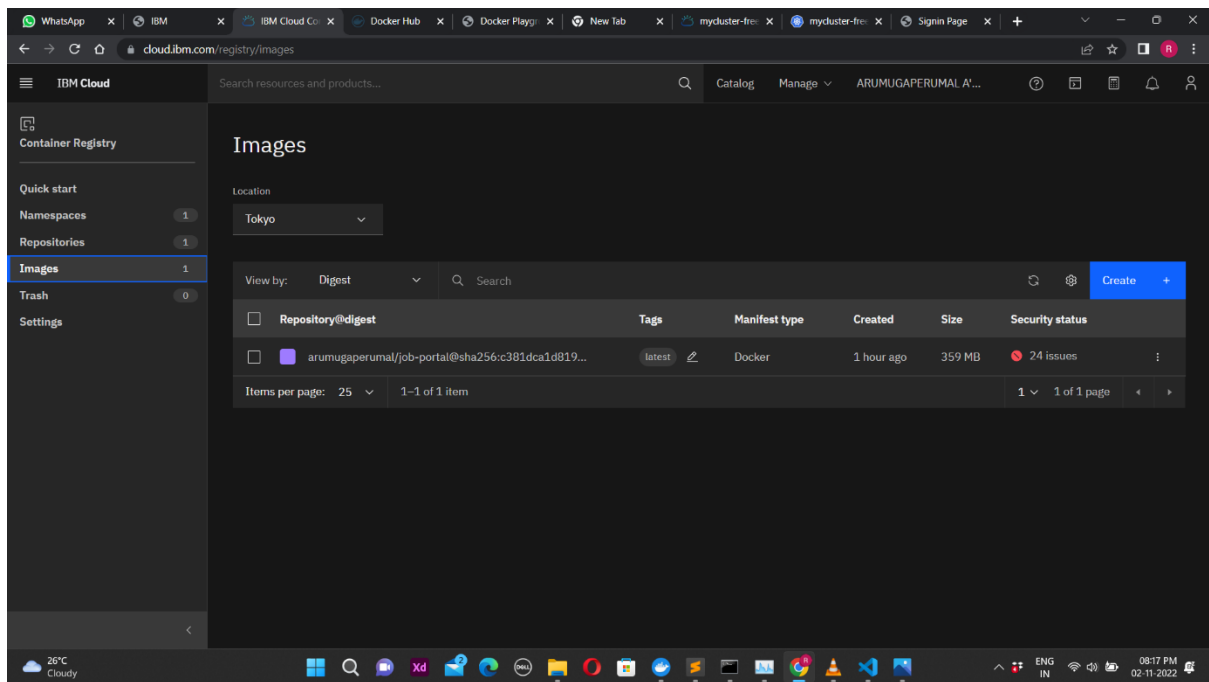 WhatsApp IBM IBM Cloud Co Docker Hub Docker Playgr New Tab mycluster-free mycluster-free Signin Page
cloud.ibm.com/registry/images R
IBM Cloud Search resources and products... Catalog Manage ARUMUGAPERUMAL A'...
Container Registry
Images
Quick start
Location
Namespaces 1
Tokyo
Repositories 1
Images 1
View by: Digest Search Create +
Trash 0
Settings
Repository@digest Tags Manifest type Created Size Security status
arumugaperumal/job-portal@sha256:c381dca1d819... latest Docker 1 hour ago 359 MB 24 issues
Items per page: 25 1–1 of 1 item 1 1 of 1 page
26°C
Cloudy
Xd 2 DELL S R
ENG
IN
08:17 PM
02-11-2022